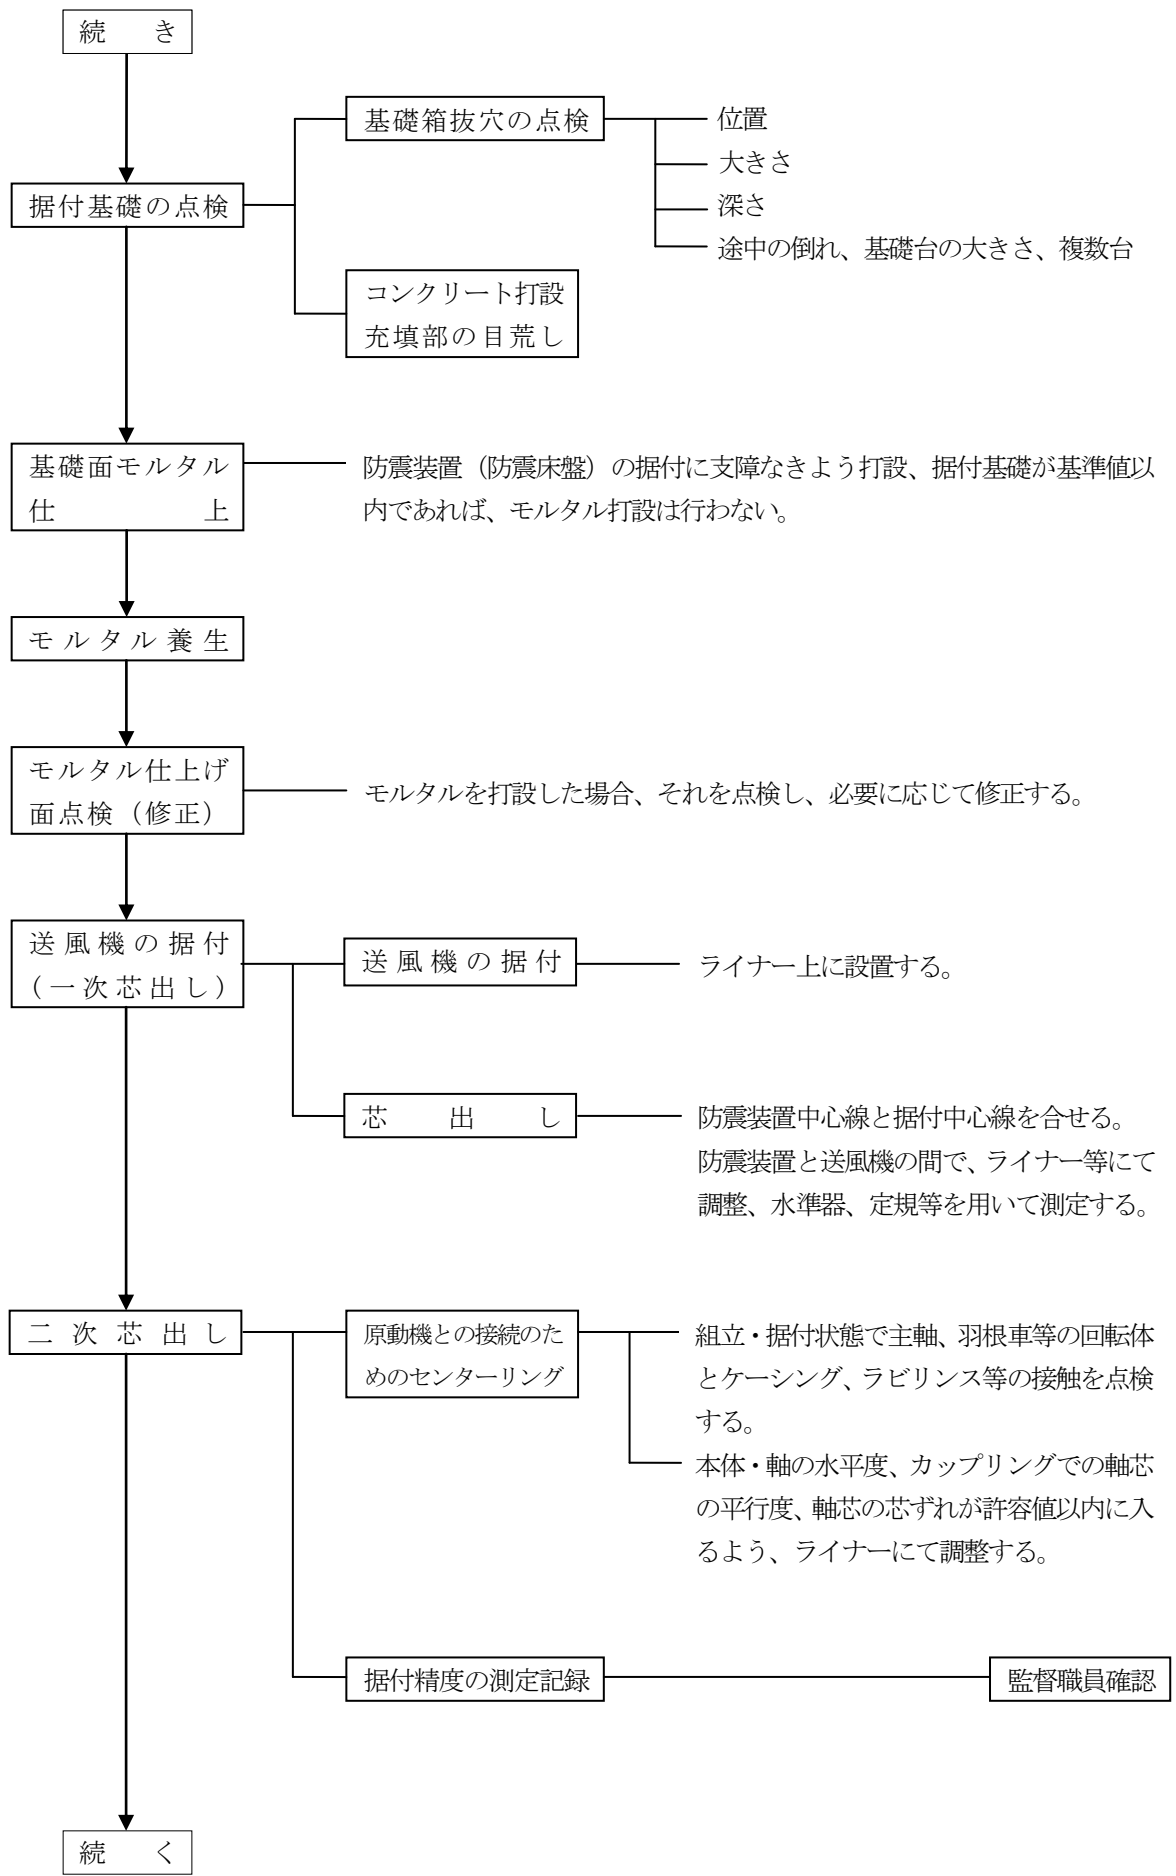 続き
基礎箱抜穴の点検
位置
大きさ
深さ
途中の倒れ、基礎台の大きさ、複数台
据付基礎の点検
コンクリート打設
充填部の目荒し
基礎面モルタル
仕上
防震装置（防震床盤）の据付に支障なきよう打設、据付基礎が基準値以
内であれば、モルタル打設は行わない。
モルタル養生
モルタル仕上げ
面点検（修正）
モルタルを打設した場合、それを点検し、必要に応じて修正する。
送風機の据付
（一次芯出し）
送風機の据付
ライナー上に設置する。
芯出し
防震装置中心線と据付中心線を合せる。
防震装置と送風機の間で、ライナー等にて
調整、水準器、定規等を用いて測定する。
二次芯出し
原動機との接続のた
めのセンターリング
組立・据付状態で主軸、羽根車等の回転体
とケーシング、ラビリンス等の接触を点検
する。
本体・軸の水平度、カップリングでの軸芯
の平行度、軸芯の芯ずれが許容値以内に入
るよう、ライナーにて調整する。
据付精度の測定記録
監督職員確認
続く